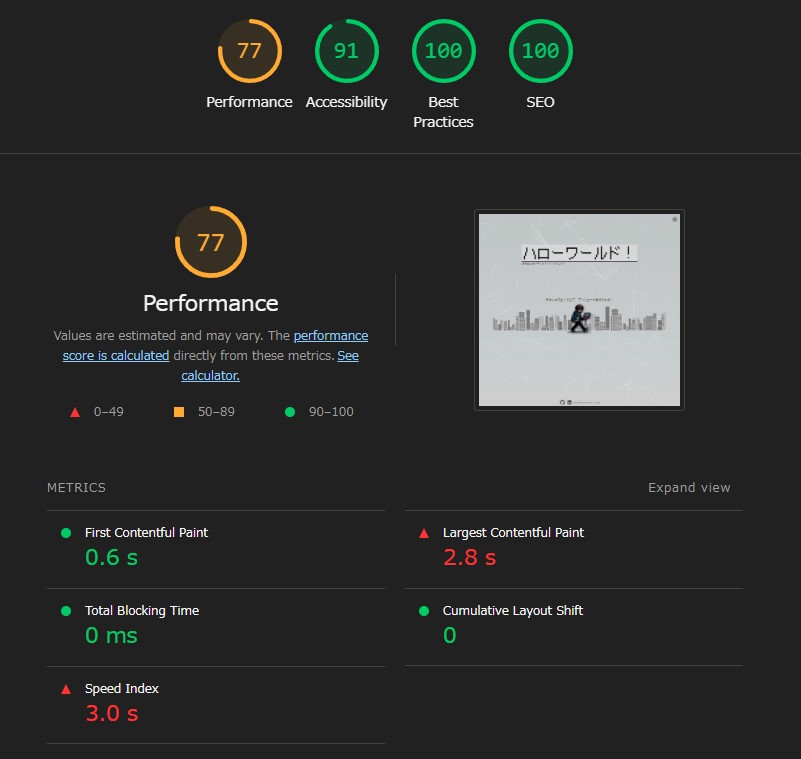 77
91
100
100
Performance
Accessibility
Best
Practices
SEO
77
Performance
Values are estimated and may vary. The performance
score is calculated directly from these metrics. See
calculator.
0–49
50–89
90–100
ハローワールド！
METRICS
Expand view
First Contentful Paint
0.6 s
Largest Contentful Paint
2.8 s
Total Blocking Time
0 ms
Cumulative Layout Shift
0
Speed Index
3.0 s